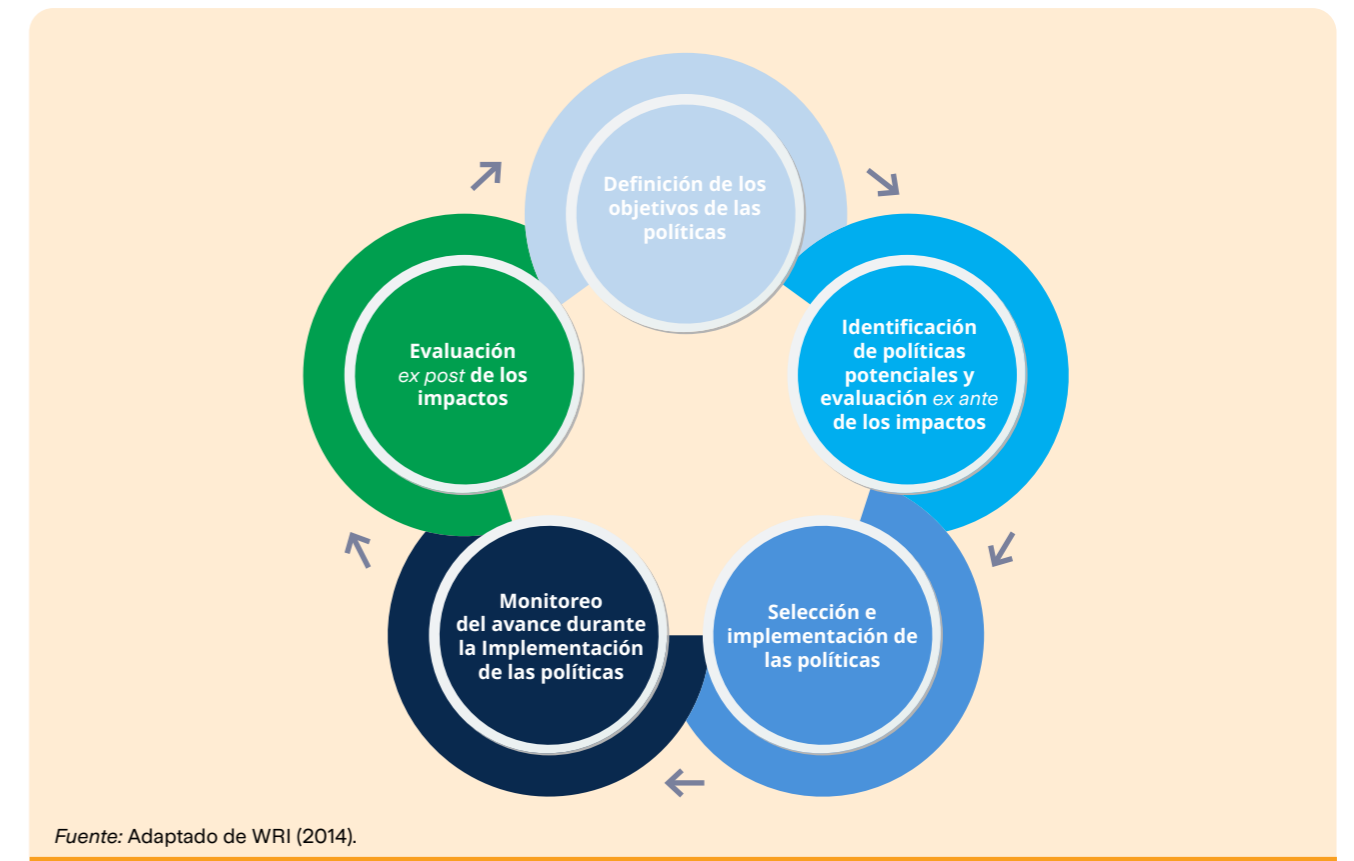 Definición de los
objetivos de las
políticas
Identificación
de políticas
potenciales y
evaluación ex ante
de los impactos
Selección e
implementación de
las políticas
Monitoreo
del avance durante
la Implementación
de las políticas
Evaluación
ex post de los
impactos
Fuente: Adaptado de WRI (2014).